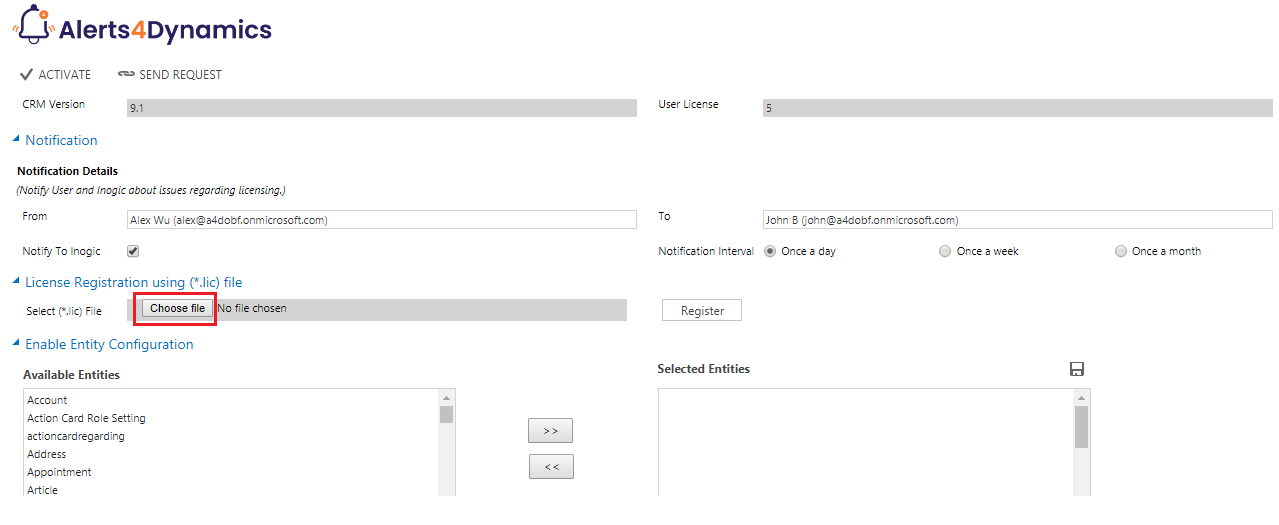 Alerts4Dynamics
ACTIVATE SEND REQUEST
CRM Version 9.1 User License 5
Notification
Notification Details
(Notify User and Inogic about issues regarding licensing.)
From Alex Wu (alex@a4dobf.onmicrosoft.com) To John B (john@a4dobf.onmicrosoft.com)
Notify To Inogic Notification Interval Once a day Once a week Once a month
License Registration using (*.lic) file
Select (*.lic) File Choose file No file chosen Register
Enable Entity Configuration
Available Entities Selected Entities
Account
Action Card Role Setting
actioncardregarding
Address
Appointment
Article
>>
<<